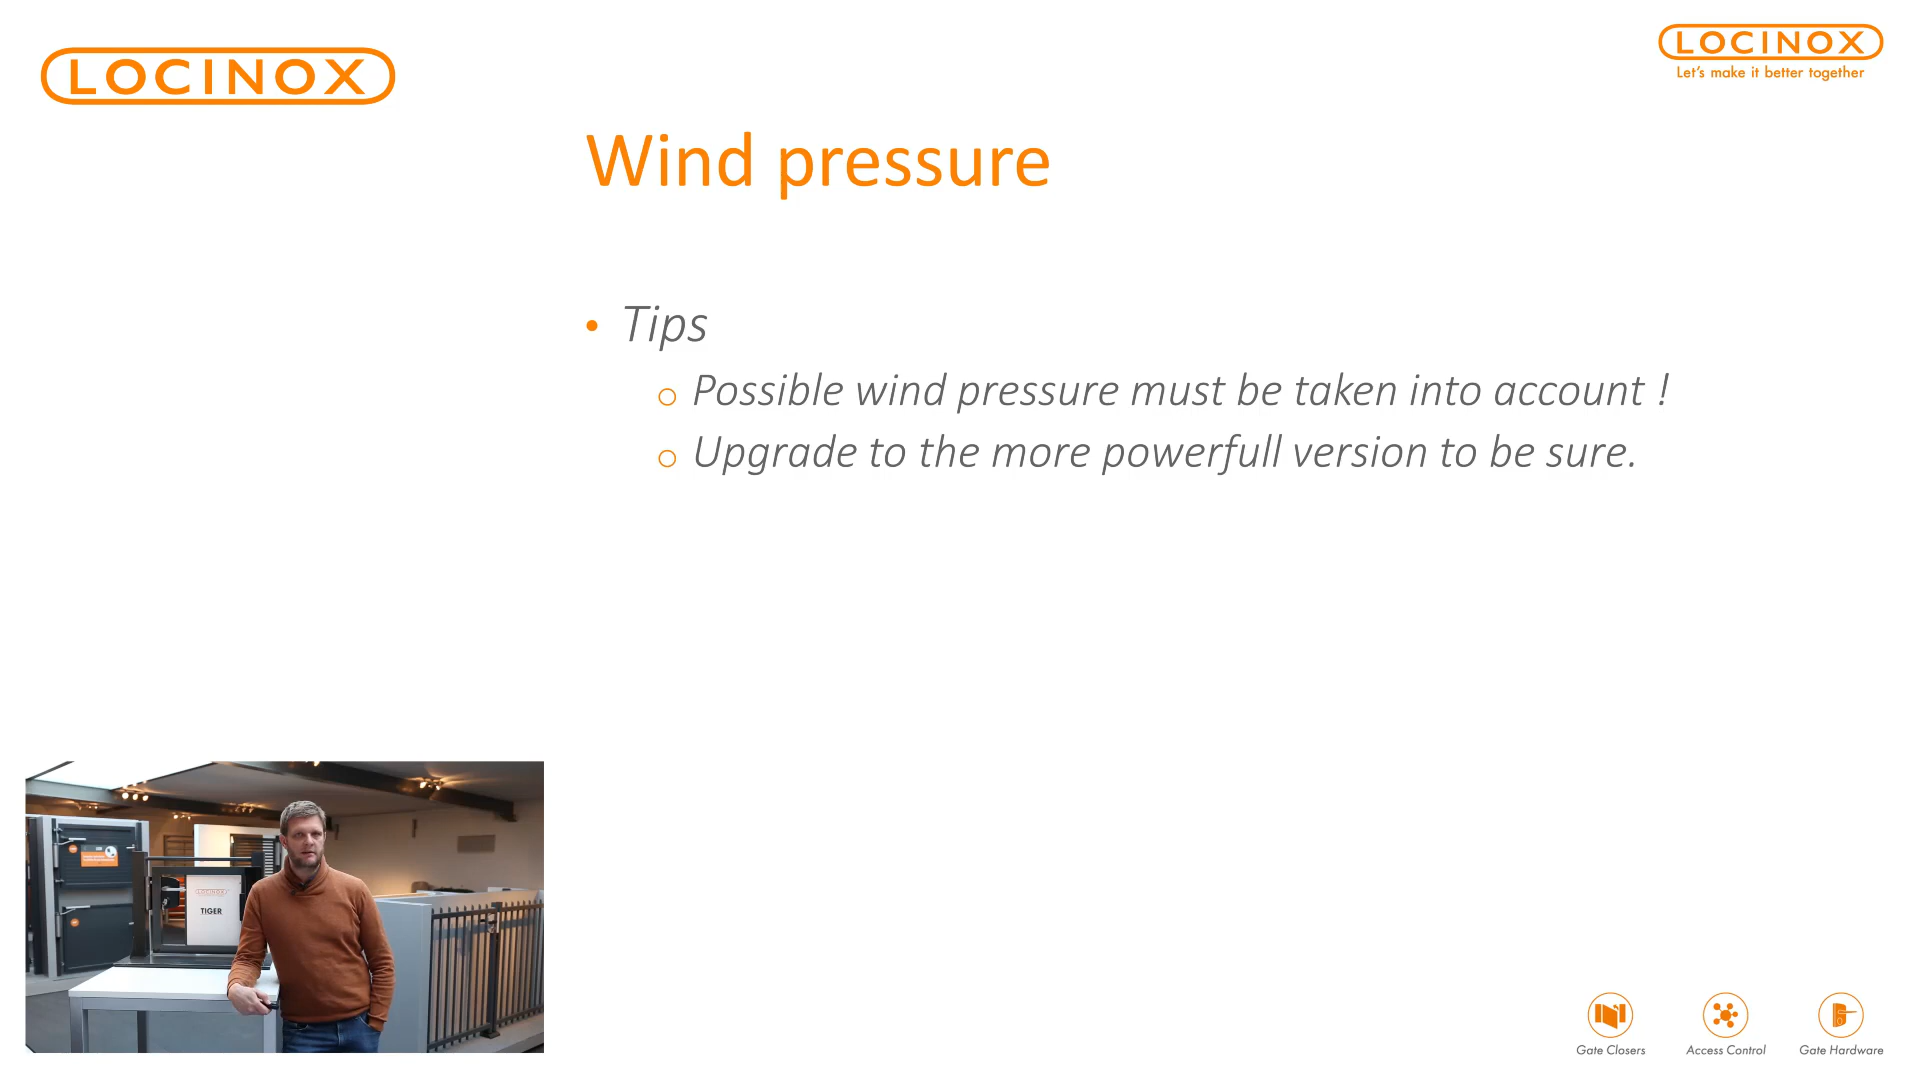 LOCINOX
LOCINOX
Let's make it better together
Wind pressure
• Tips
o Possible wind pressure must be taken into account !
o Upgrade to the more powerfull version to be sure.
LOCINOX
TIGER
Gate Closers
Access Control
Gate Hardware